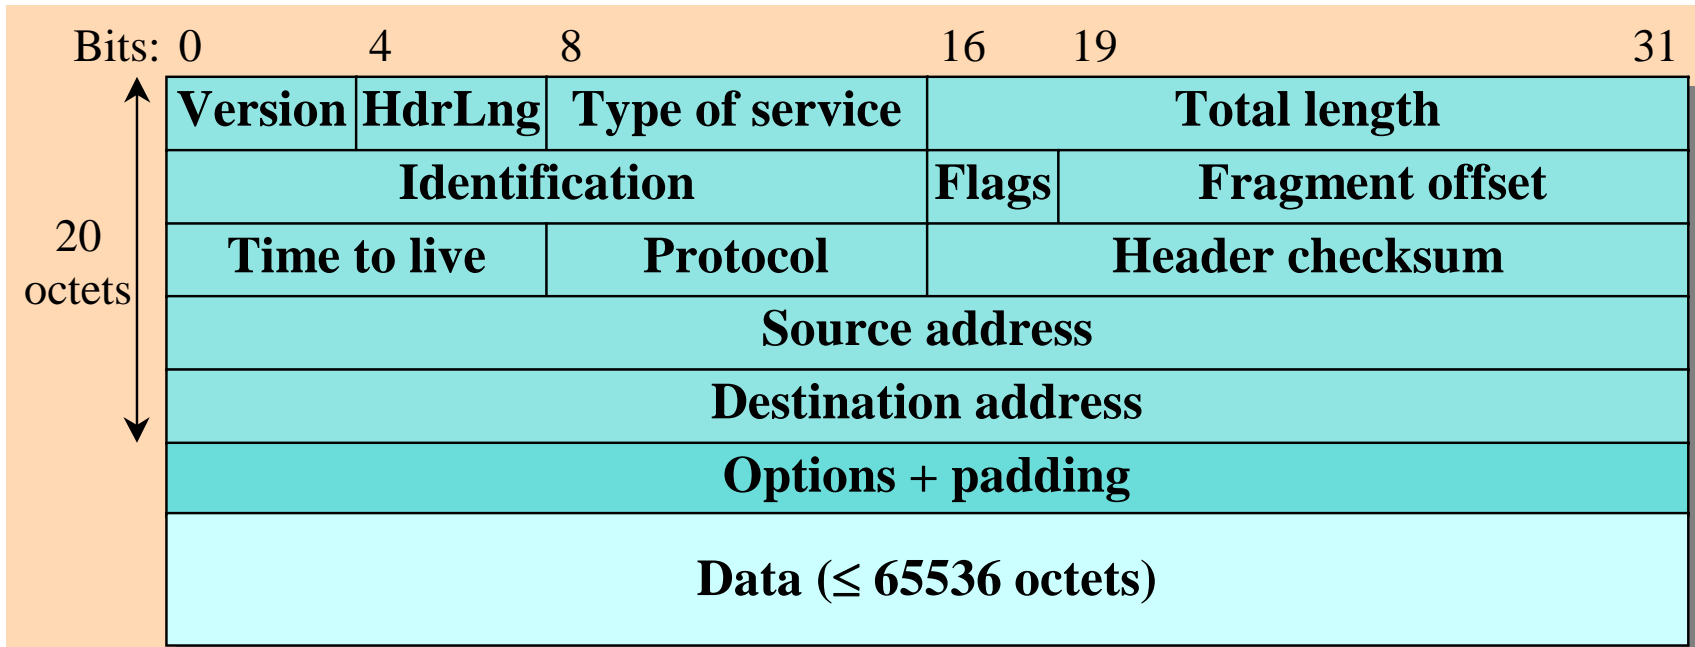 Bits: 0 4 8 16 19 31
Version HdrLng Type of service Total length
Identification Flags Fragment offset
20
octets
Time to live Protocol Header checksum
Source address
Destination address
Options + padding
Data (≤ 65536 octets)